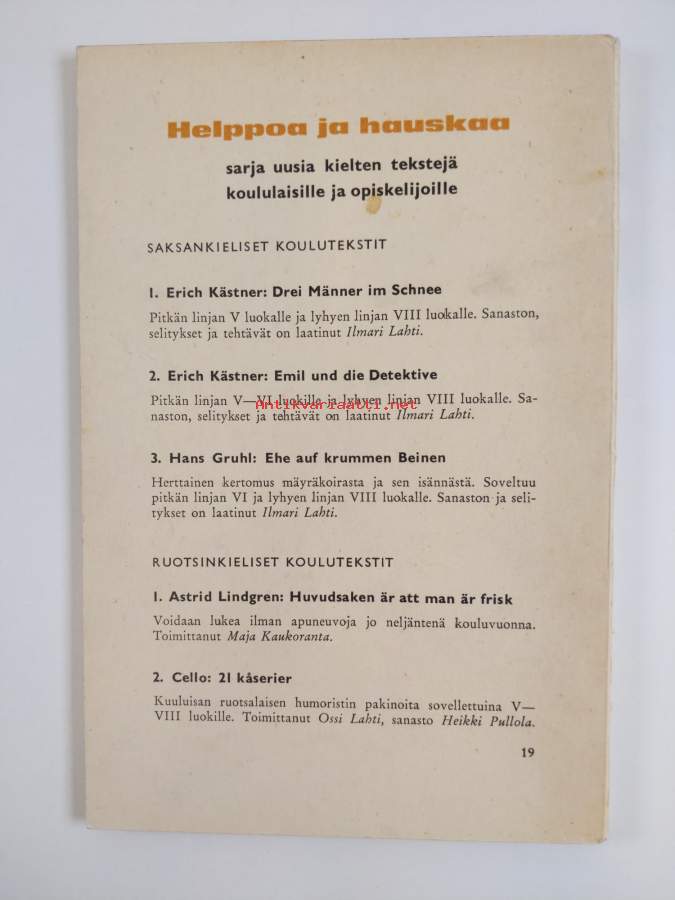 Helppoa ja hauskaa
sarja uusia kielten tekstejä
koululaisille ja opiskelijoille
SAKSANKIELISET KOULUTEKSTIT
1. Erich Kästner: Drei Männer im Schnee
Pitkän linjan V luokalle ja lyhyen linjan VIII luokalle. Sanaston,
selitykset ja tehtävät on laatinut Ilmari Lahti.
2. Erich Kästner: Emil und die Detektive
Pitkän linjan V—VI luokille ja lyhyen linjan VIII luokalle. Sa-
Antikvariaatti.net
naston, selitykset ja tehtävät on laatinut Ilmari Lahti.
3. Hans Gruhl: Ehe auf krummen Beinen
Herttainen kertomus mäyräkoirasta ja sen isännästä. Soveltuu
pitkän linjan VI ja lyhyen linjan VIII luokalle. Sanaston ja seli-
tykset on laatinut Ilmari Lahti.
RUOTSINKIELISET KOULUTEKSTIT
1. Astrid Lindgren: Huvudsaken är att man är frisk
Voidaan lukea ilman apuneuvoja jo neljäntenä kouluvuonna.
Toimittanut Maja Kaukoranta.
2. Cello: 21 kåserier
Kuuluisan ruotsalaisen humoristin pakinoita sovellettuina V—
VIII luokille. Toimittanut Ossi Lahti, sanasto Heikki Pullola.
19